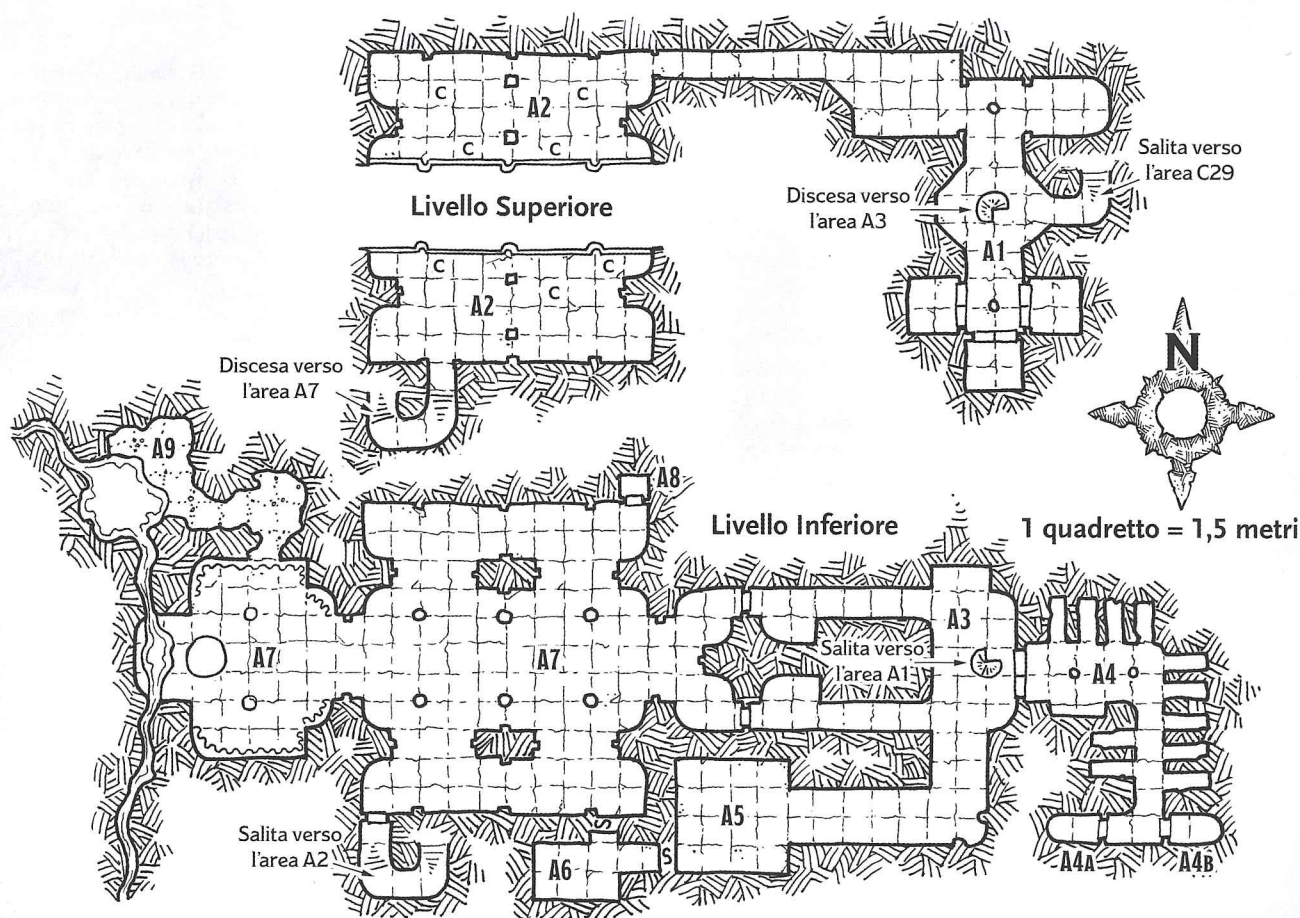 C
C
A2
C
C
Salita verso
l'area C29
Livello Superiore
Discesa verso
l'area A3
A1
C
C
C
A2
Discesa verso
l'area A7
N
A9
A8
Livello Inferiore
1 quadretto = 1,5 metri
A3
Salita verso
l'area A1
A7
A7
A4
A5
S
Salita verso
l'area A2
A6
S
A4A
A4B